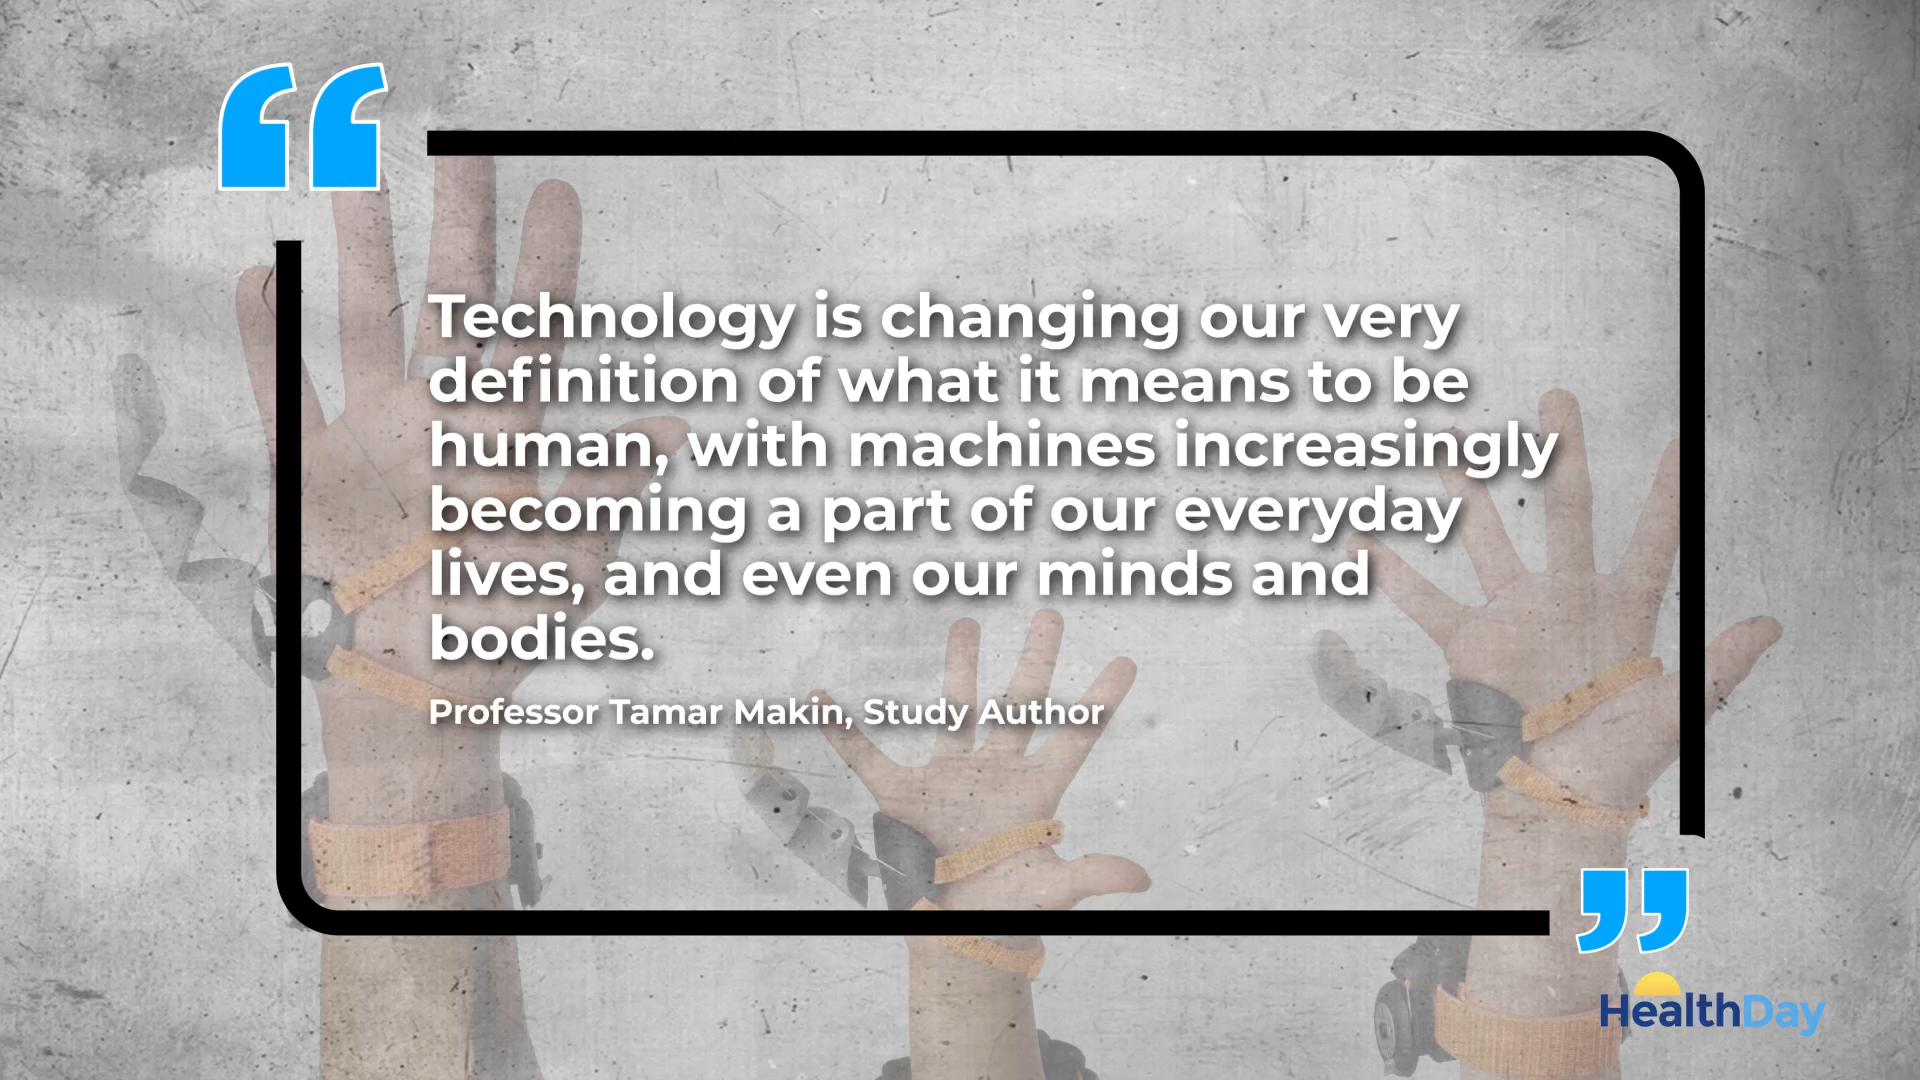 “
Technology is changing our very
definition of what it means to be
human, with machines increasingly
becoming a part of our everyday
lives, and even our minds and
bodies.
Professor Tamar Makin, Study Author
”
HealthDay